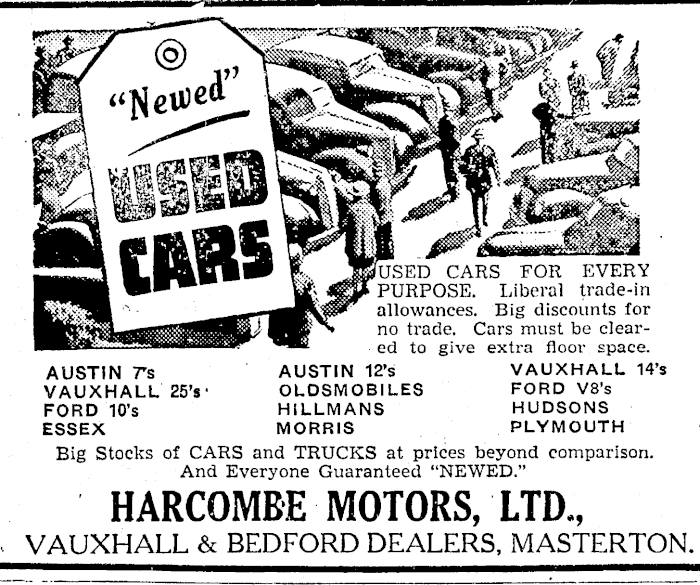 "Newed"
USED
CARS
USED CARS FOR EVERY
PURPOSE. Liberal trade-in
allowances. Big discounts for
no trade. Cars must be clear-
ed to give extra floor space.
AUSTIN 7's
VAUXHALL 25's
FORD 10's
ESSEX
AUSTIN 12's
OLDSMOBILES
HILLMANS
MORRIS
VAUXHALL 14's
FORD V8's
HUDSONS
PLYMOUTH
Big Stocks of CARS and TRUCKS at prices beyond comparison.
And Everyone Guaranteed "NEWED."
HARCOMBE MOTORS, LTD.,
VAUXHALL & BEDFORD DEALERS, MASTERTON.